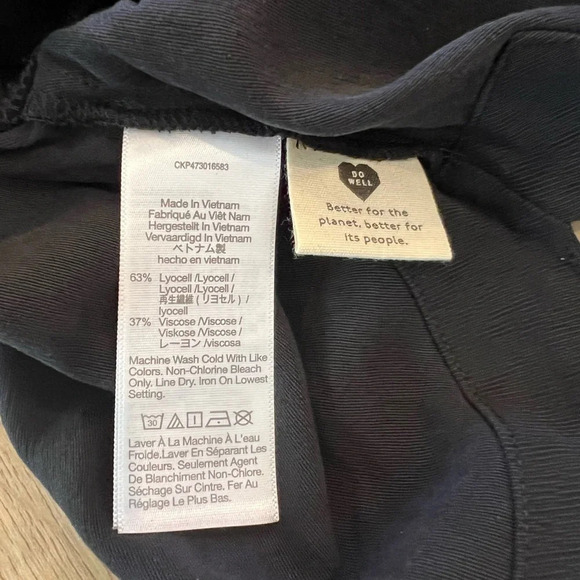 CKP473016583
Made In Vietnam
Fabriqué Au Viêt Nam
Hergestellt In Vietnam
Vervaardigd In Vietnam
ベトナム製
hecho en vietnam
63% Lyocell /Lyocell /
Lyocell /Lyocell /
再生繊維 ( リヨセル ) /
lyocell
37% Viscose /Viscose /
Viskose /Viscose /
レーヨン /viscosa
Machine Wash Cold With Like
Colors. Non-Chlorine Bleach
Only. Line Dry. Iron On Lowest
Setting.
30
Laver À La Machine À L'eau
Froide.Laver En Séparant Les
Couleurs. Seulement Agent
De Blanchiment Non-Chlore.
Séchage Sur Cintre. Fer Au
Réglage Le Plus Bas.
DO
WELL
Better for the
planet, better for
its people.